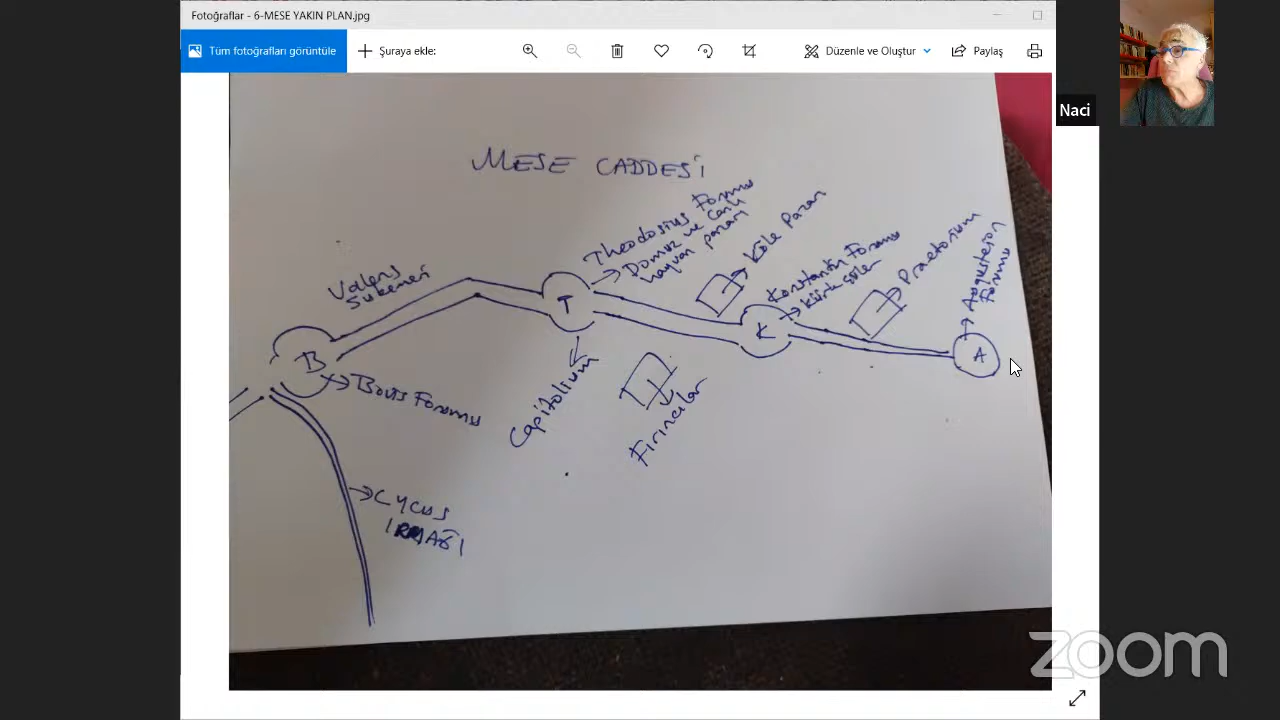 Fotoğraflar - 6-MESE YAKIN PLAN.jpg
Tüm fotoğrafları görüntüle
Şuraya ekle:
Düzenle ve Oluştur
Paylaş
Naci
MESE CADDESİ
Theodosius Forumu
Domuz ve Canlı
hayvan pazarı
Köle Pazarı
Konstantin Forumu
Praetorium
Augusteion
Forumu
Valens
Sukemeri
T
K
A
B
Bovis Forumu
Capitolium
Fırıncılar
Lycus
IRMAĞI
zoom